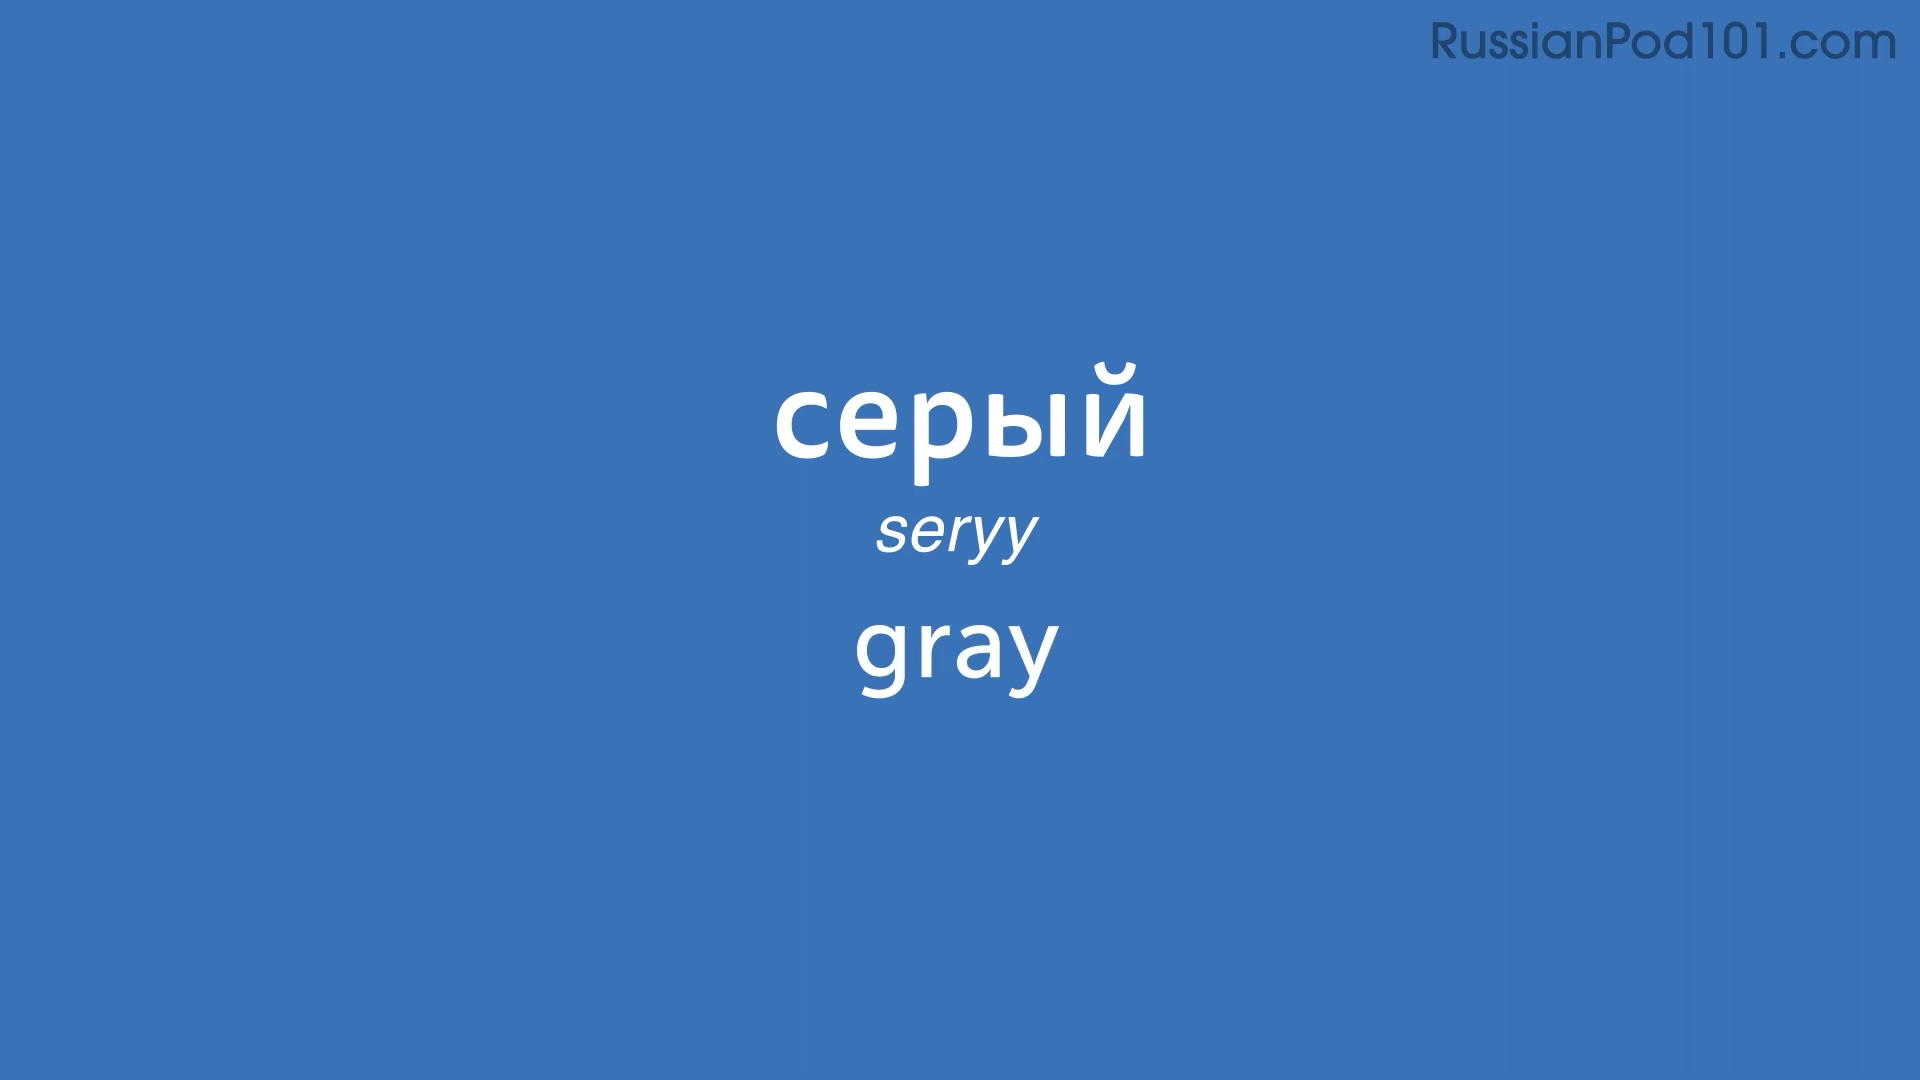 RussianPod101.com
серый
seryy
gray